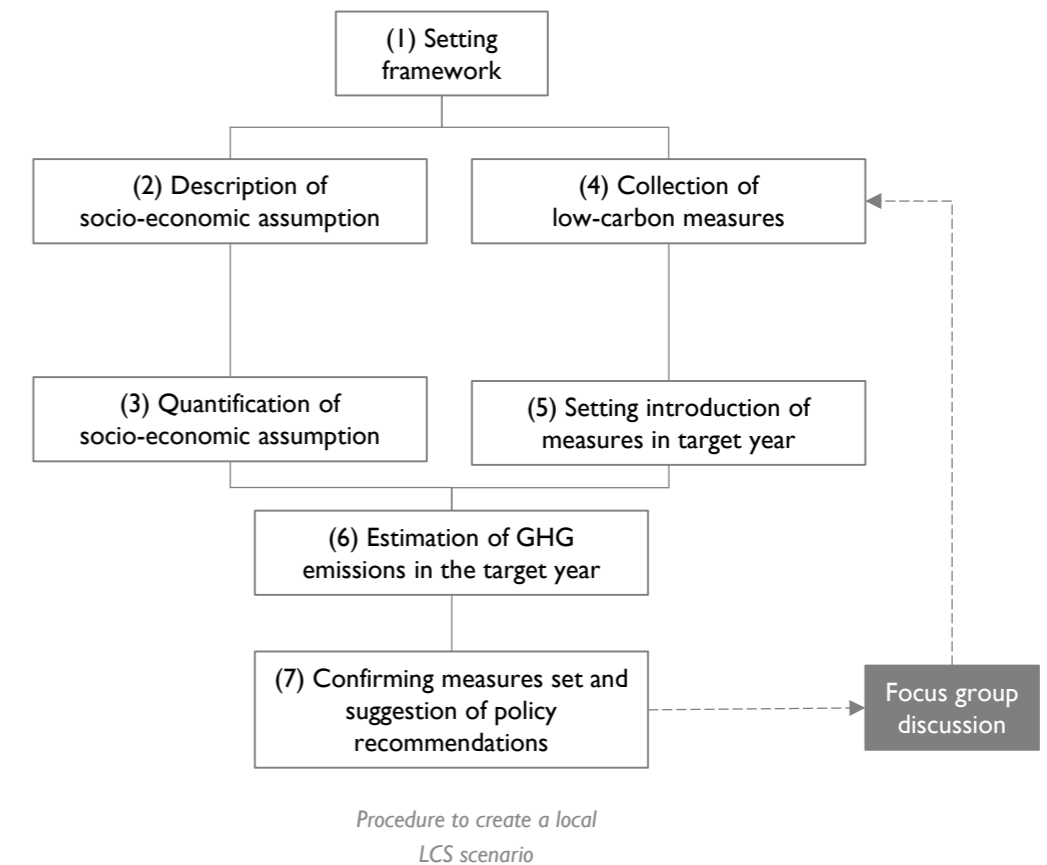 (1) Setting
framework
(2) Description of
socio-economic assumption
(4) Collection of
low-carbon measures
(3) Quantification of
socio-economic assumption
(5) Setting introduction of
measures in target year
(6) Estimation of GHG
emissions in the target year
(7) Confirming measures set and
suggestion of policy
recommendations
Focus group
discussion
Procedure to create a local
LCS scenario